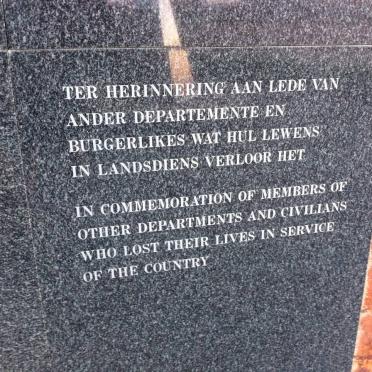 TER HERINNERING AAN LEDE VAN
ANDER DEPARTEMENTE EN
BURGERLIKES WAT HUL LEWENS
IN LANDSDIENS VERLOOR HET
IN COMMEMORATION OF MEMBERS OF
OTHER DEPARTMENTS AND CIVILIANS
WHO LOST THEIR LIVES IN SERVICE
OF THE COUNTRY